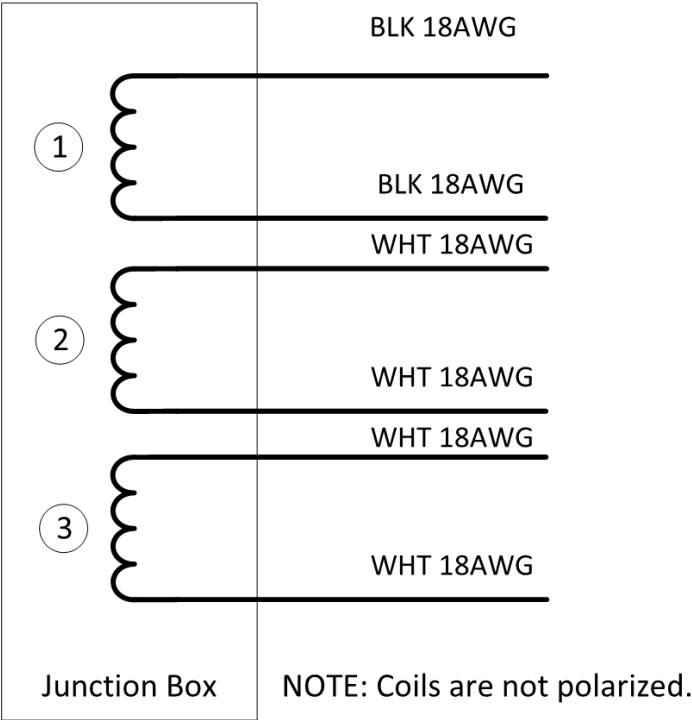 BLK 18AWG
1
BLK 18AWG
WHT 18AWG
2
WHT 18AWG
WHT 18AWG
3
WHT 18AWG
Junction Box
NOTE: Coils are not polarized.